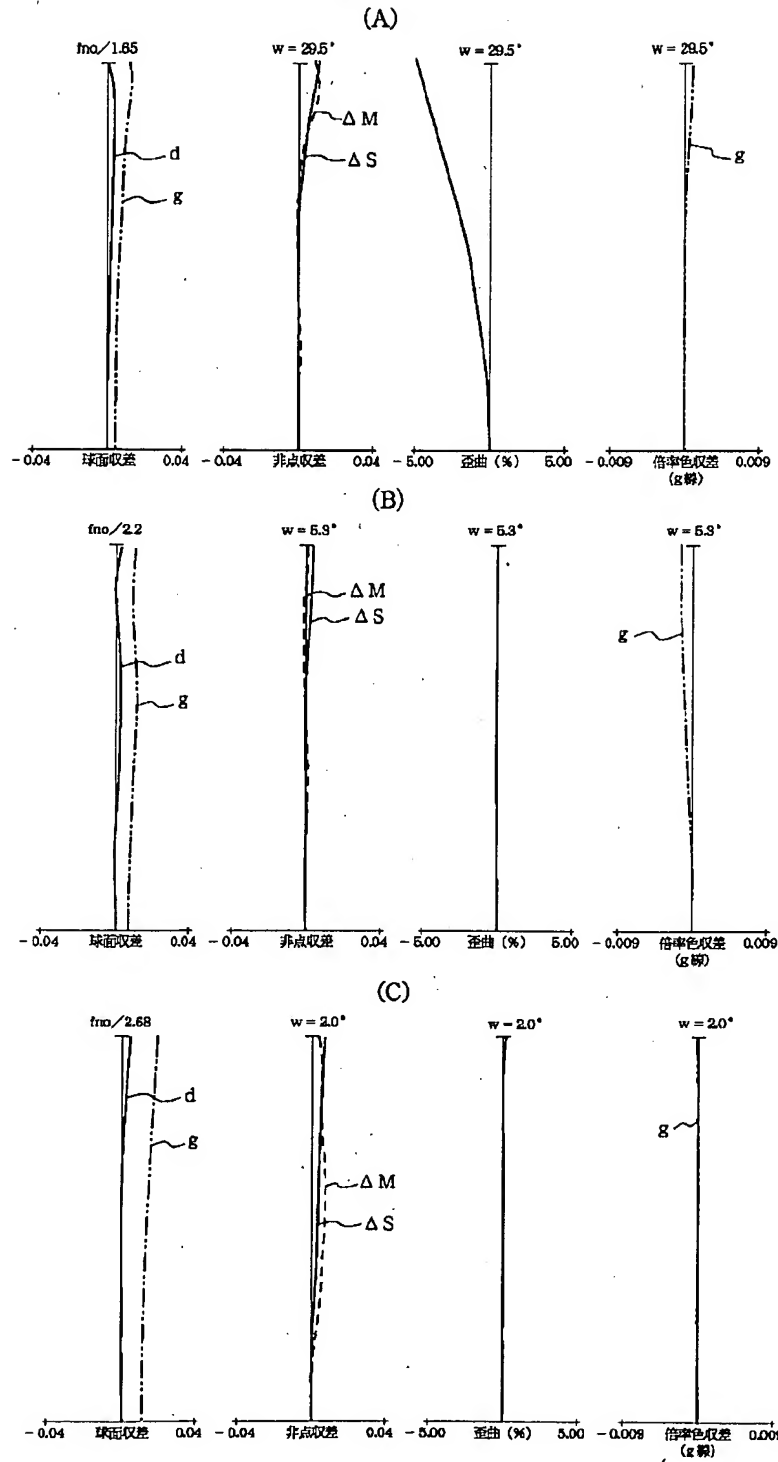 (A)
fno/1.65 w = 29.5° w = 29.5° w = 29.5°
ΔM
d ΔS g
g
-0.04 球面収差 0.04 -0.04 非点収差 0.04 -5.00 歪曲 (%) 5.00 -0.009 倍率色収差 0.009
(g線)
(B)
fno/2.2 w = 5.3° w = 5.3° w = 5.3°
ΔM
ΔS
g
d
g
-0.04 球面収差 0.04 -0.04 非点収差 0.04 -5.00 歪曲 (%) 5.00 -0.009 倍率色収差 0.009
(g線)
(C)
fno/2.68 w = 2.0° w = 2.0° w = 2.0°
d
g
g
ΔM
ΔS
-0.04 球面収差 0.04 -0.04 非点収差 0.04 -5.00 歪曲 (%) 5.00 -0.009 倍率色収差 0.009
(g線)